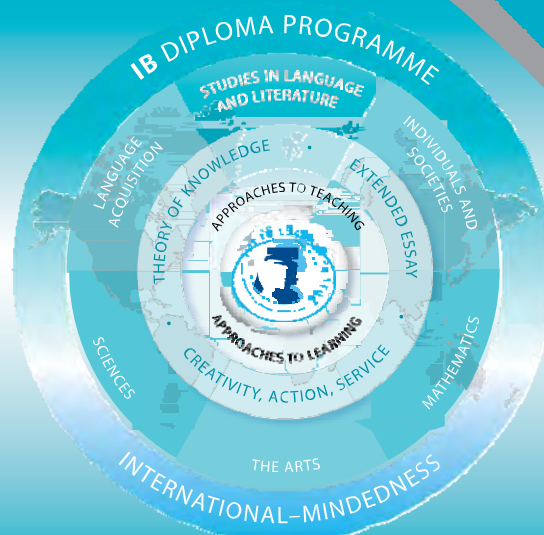 IB DIPLOMA PROGRAMME
STUDIES IN LANGUAGE
AND LITERATURE
LANGUAGE
ACQUISITION
INDIVIDUALS AND
SOCIETIES
THEORY OF KNOWLEDGE
EXTENDED ESSAY
APPROACHES TO TEACHING
APPROACHES TO LEARNING
CREATIVITY, ACTION, SERVICE
SCIENCES
MATHEMATICS
THE ARTS
INTERNATIONAL–MINDEDNESS